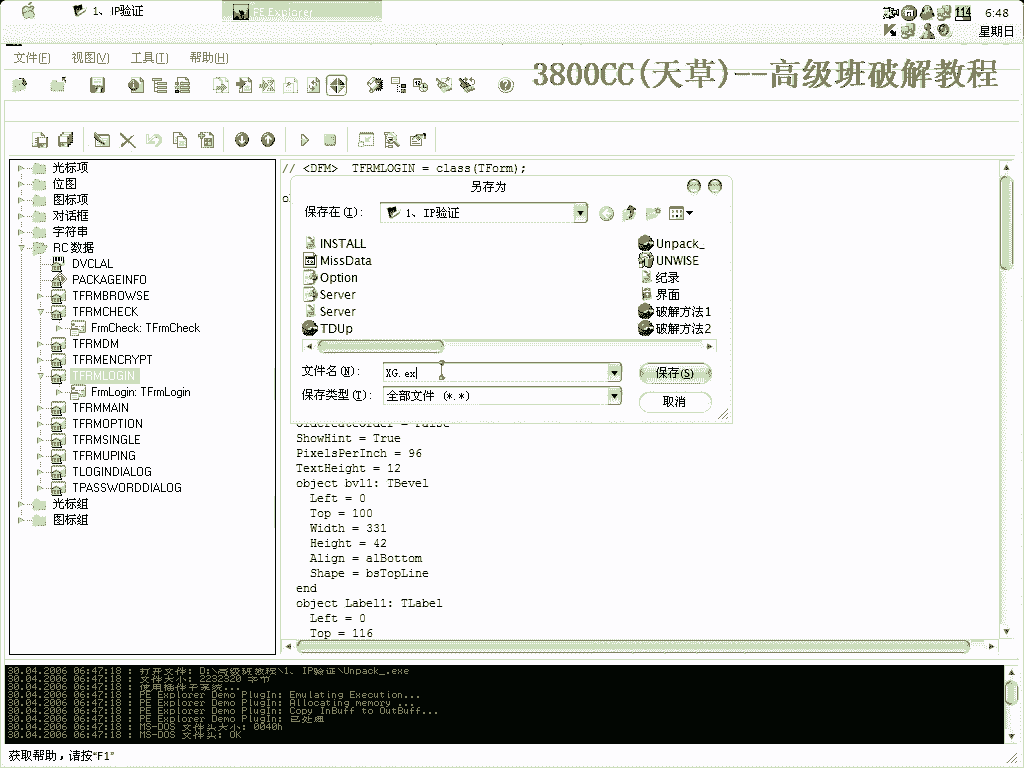 1、IP验证
PE Explorer
114
6:48
星期日
文件(F) 视图(V) 工具(T) 帮助(H)
3800CC(天草)--高级班破解教程
光标项
位图
图标项
对话框
字符串
RC 数据
DVCLAL
PACKAGEINFO
TFRMBROWSE
TFRMCHECK
FrmCheck: TFrmCheck
TFRMDM
TFRMENCRYPT
TFRMLOGIN
FrmLogin: TFrmLogin
TFRMMAIN
TFRMOPTION
TFRMSINGLE
TFRMUPING
TLOGINDIALOG
TPASSWORDDIALOG
光标组
图标组
// <DFM> TFRMLOGIN = class(TForm);
另存为
保存在(I):
1、IP验证
INSTALL
MissData
Option
Server
Server
TDUp
Unpack_
UNWISE
纪录
界面
破解方法1
破解方法2
文件名(N):
XG.ex
保存(S)
保存类型(T):
全部文件 (*.*)
取消
OldCreateOrder = False
ShowHint = True
PixelsPerInch = 96
TextHeight = 12
object bvl1: TBevel
Left = 0
Top = 100
Width = 331
Height = 42
Align = alBottom
Shape = bsTopLine
end
object Label1: TLabel
Left = 0
Top = 116
30.04.2006 06:47:18 : 打开文件: D:\高级班教程\1、IP验证\Unpack_.exe
30.04.2006 06:47:18 : 文件大小: 2232320 字节
30.04.2006 06:47:18 : 使用插件子系统...
30.04.2006 06:47:18 : PE Explorer Demo PlugIn: Emulating Execution...
30.04.2006 06:47:18 : PE Explorer Demo PlugIn: Allocating memory ...
30.04.2006 06:47:18 : PE Explorer Demo PlugIn: Copy InBuff to OutBuff...
30.04.2006 06:47:18 : PE Explorer Demo PlugIn: 已处理
30.04.2006 06:47:18 : MS-DOS 文件头大小: 0040h
30.04.2006 06:47:18 : MS-DOS 文件头: OK
获取帮助，请按"F1"